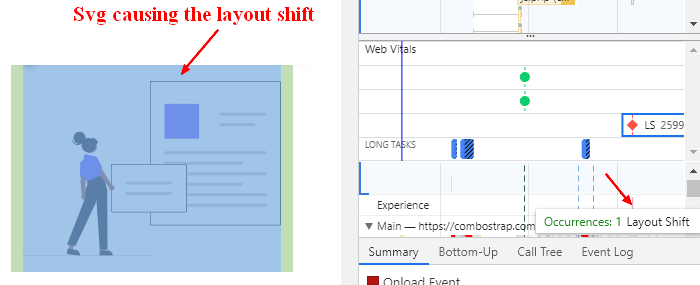 Svg causing the layout shift
Web Vitals
LS 2599
LONG TASKS
Experience
Occurrences: 1 Layout Shift
Main — https://combostrap.com
Summary Bottom-Up Call Tree Event Log
Onload Event